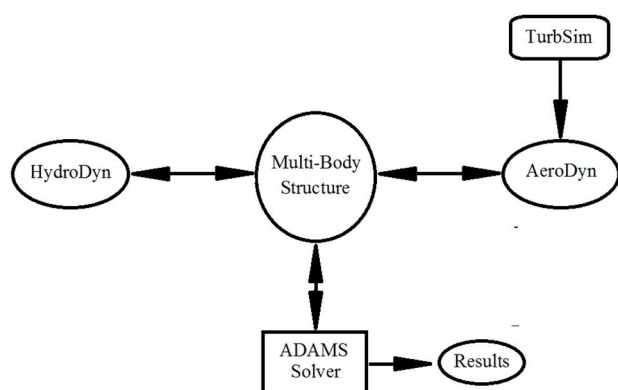 TurbSim
HydroDyn
Multi-Body
Structure
AeroDyn
ADAMS
Solver
Results